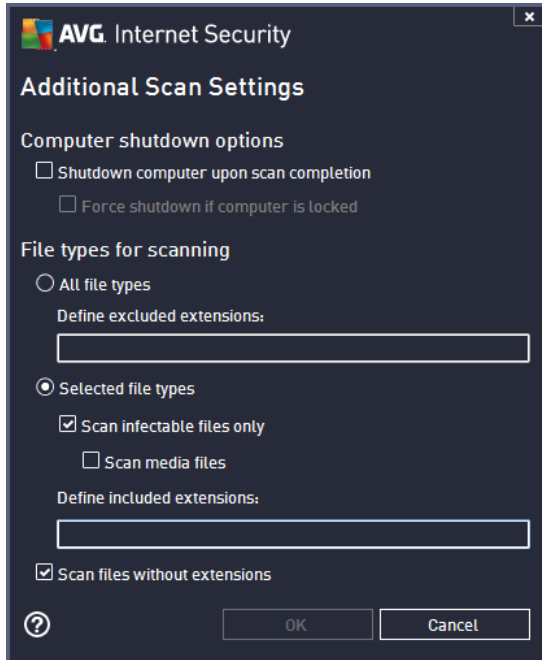 AVG. Internet Security
x
Additional Scan Settings
Computer shutdown options
Shutdown computer upon scan completion
Force shutdown if computer is locked
File types for scanning
All file types
Define excluded extensions:
Selected file types
Scan infectable files only
Scan media files
Define included extensions:
Scan files without extensions
?
OK
Cancel